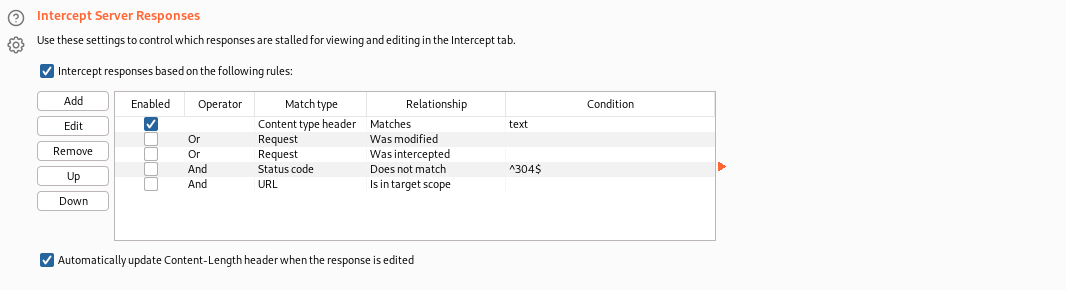 Intercept Server Responses
Use these settings to control which responses are stalled for viewing and editing in the Intercept tab.
Intercept responses based on the following rules:
Add
Edit
Remove
Up
Down
Enabled Operator Match type Relationship Condition
Content type header Matches text
Or Request Was modified
Or Request Was intercepted
And Status code Does not match ^304$
And URL Is in target scope
Automatically update Content-Length header when the response is edited